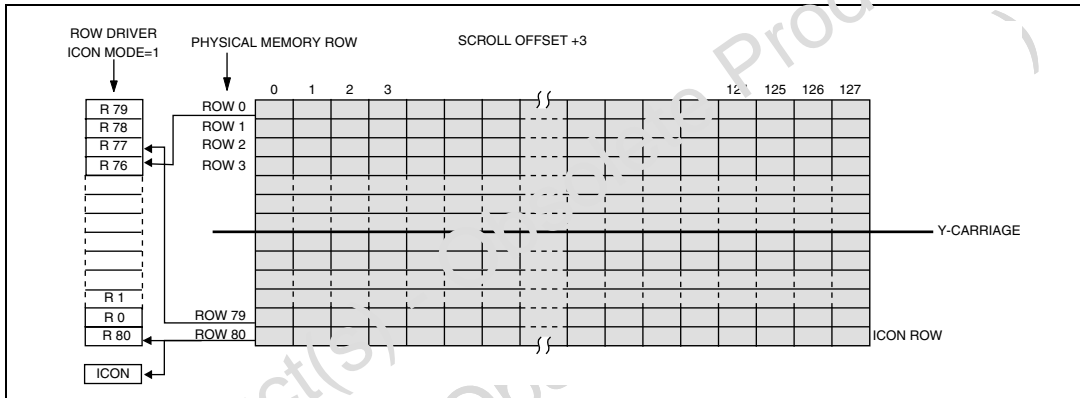 ROW DRIVER
ICON MODE=1
PHYSICAL MEMORY ROW
SCROLL OFFSET +3
0 1 2 3 125 126 127
R 79
R 78
R 77
R 76
ROW 0
ROW 1
ROW 2
ROW 3
Y-CARRIAGE
R 1
R 0
R 80
ROW 79
ROW 80
ICON ROW
ICON